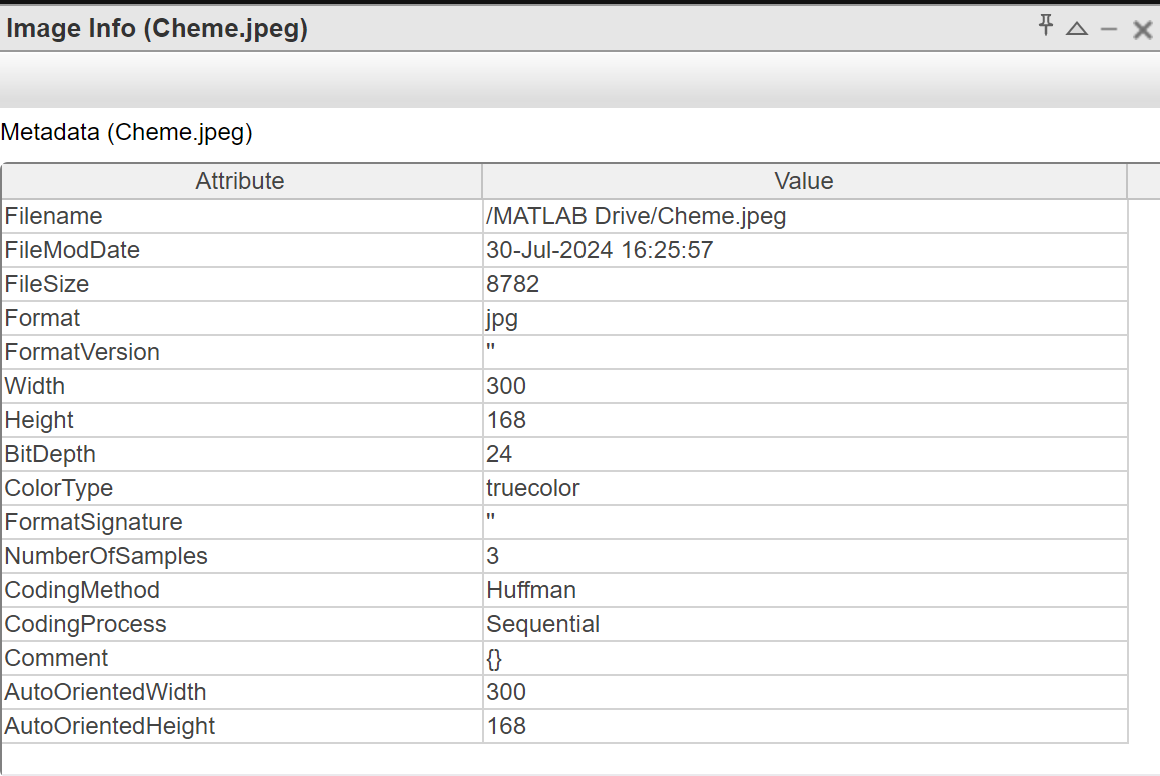 Image Info (Cheme.jpeg)
Metadata (Cheme.jpeg)
Attribute Value
Filename /MATLAB Drive/Cheme.jpeg
FileModDate 30-Jul-2024 16:25:57
FileSize 8782
Format jpg
FormatVersion ''
Width 300
Height 168
BitDepth 24
ColorType truecolor
FormatSignature ''
NumberOfSamples 3
CodingMethod Huffman
CodingProcess Sequential
Comment {}
AutoOrientedWidth 300
AutoOrientedHeight 168